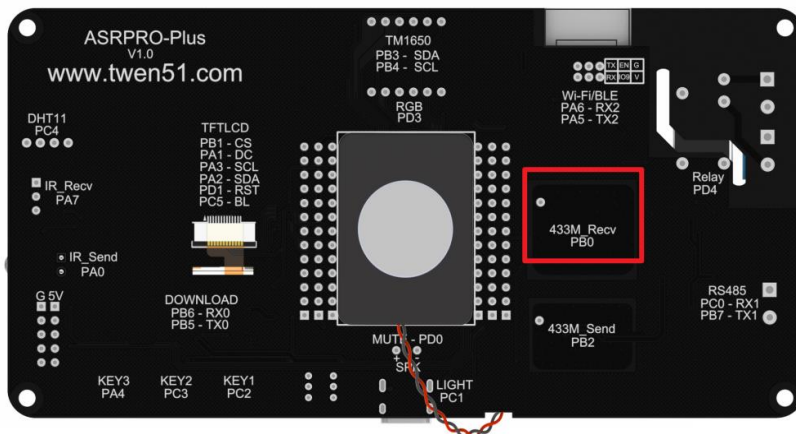 ASRPRO-Plus
V1.0
www.twen51.com
TM1650
PB3 - SDA
PB4 - SCL
TX EN G
RX IO9 V
Wi-Fi/BLE
PA6 - RX2
PA5 - TX2
RGB
PD3
DHT11
PC4
TFTLCD
PB1 - CS
PA1 - DC
PA3 - SCL
PA2 - SDA
PD1 - RST
PC5 - BL
IR_Recv
PA7
Relay
PD4
433M_Recv
PB0
IR_Send
PA0
G 5V
DOWNLOAD
PB6 - RX0
PB5 - TX0
RS485
PC0 - RX1
PB7 - TX1
433M_Send
PB2
MUTE - PD0
+ -
SPK
KEY3
PA4
KEY2
PC3
KEY1
PC2
LIGHT
PC1